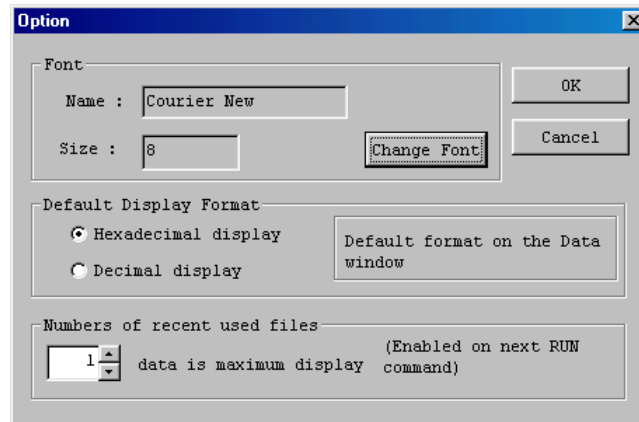 Option
Font
Name : Courier New
OK
Size : 8
Change Font
Cancel
Default Display Format
Hexadecimal display
Decimal display
Default format on the Data
window
Numbers of recent used files
1 data is maximum display
(Enabled on next RUN
command)